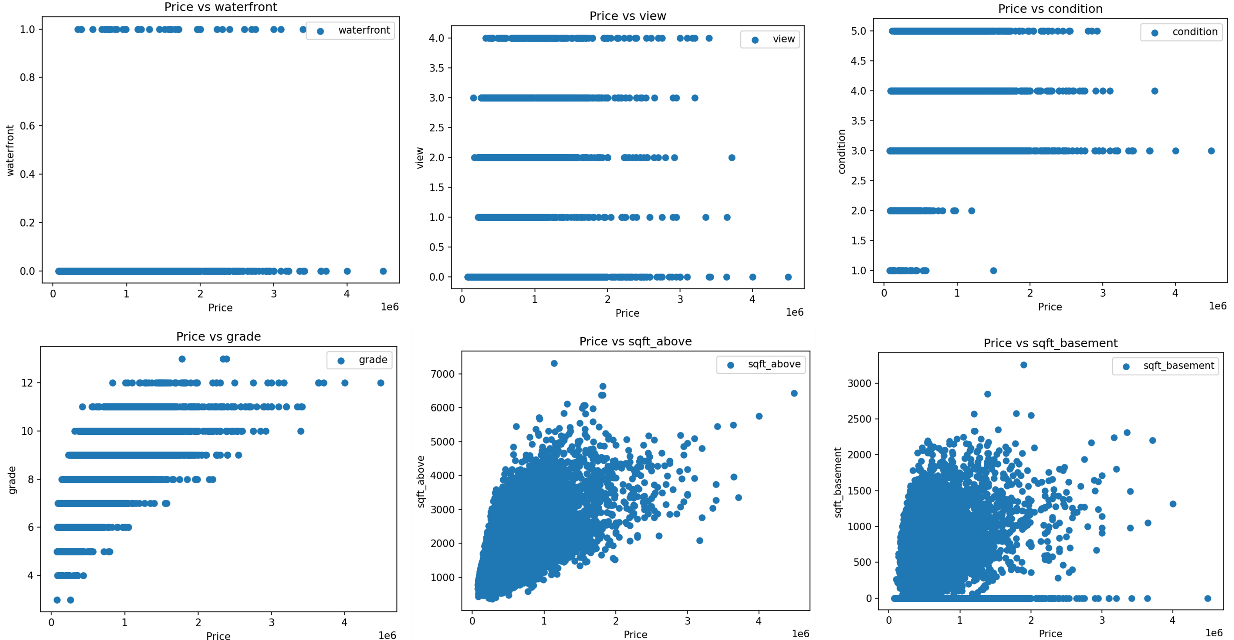 Price vs waterfront
waterfront
1.0
0.8
0.6
0.4
0.2
0.0
waterfront
0 1 2 3 4
1e6
Price
Price vs view
view
4.0
3.5
3.0
2.5
2.0
1.5
1.0
0.5
0.0
view
0 1 2 3 4
1e6
Price
Price vs condition
condition
5.0
4.5
4.0
3.5
3.0
2.5
2.0
1.5
1.0
condition
0 1 2 3 4
1e6
Price
Price vs grade
grade
12
10
8
6
4
grade
0 1 2 3 4
1e6
Price
Price vs sqft_above
sqft_above
7000
6000
5000
4000
3000
2000
1000
sqft_above
0 1 2 3 4
1e6
Price
Price vs sqft_basement
sqft_basement
3000
2500
2000
1500
1000
500
0
sqft_basement
0 1 2 3 4
1e6
Price